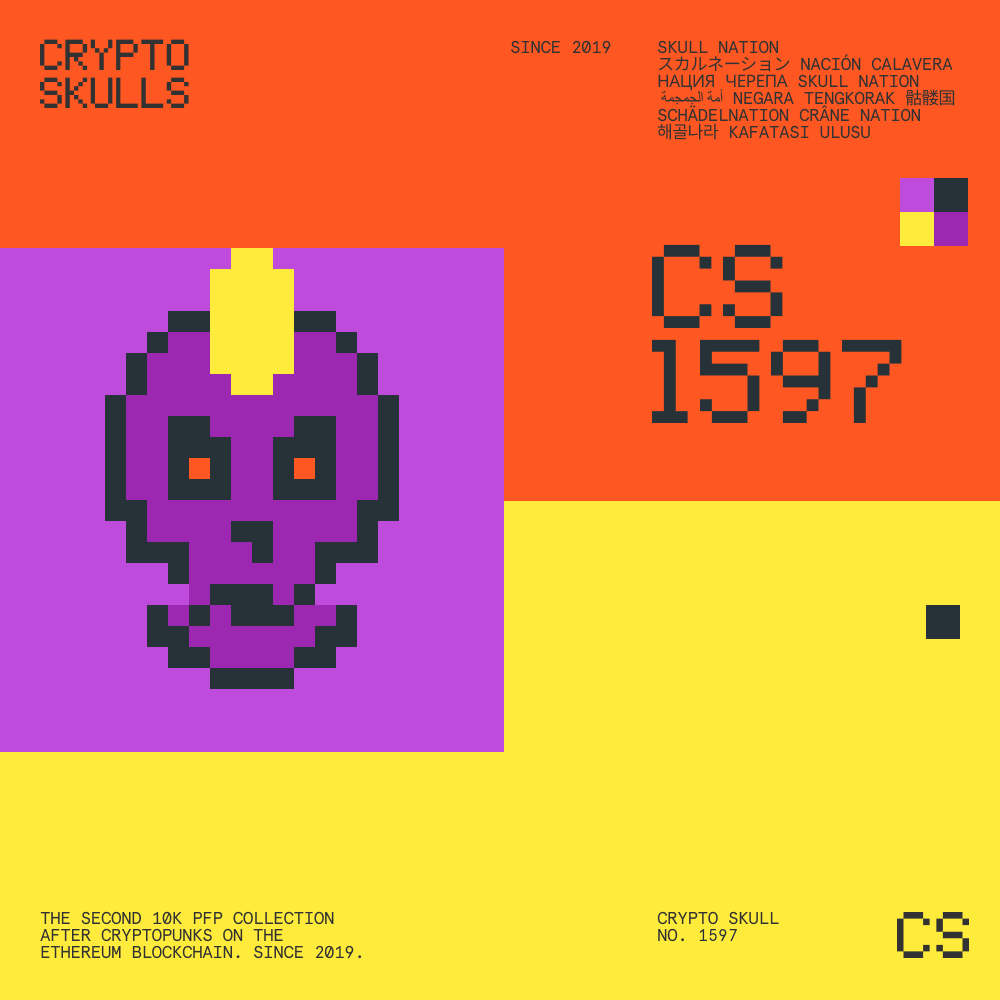 CRYPTO
SKULLS
SINCE 2019
SKULL NATION
スカルネーション NACIÓN CALAVERA
НАЦИЯ ЧЕРЕПА SKULL NATION
أمة الجمجمة NEGARA TENGKORAK 骷髅国
SCHÄDELNATION CRÂNE NATION
해골나라 KAFATASI ULUSU
CS
1597
THE SECOND 10K PFP COLLECTION
AFTER CRYPTOPUNKS ON THE
ETHEREUM BLOCKCHAIN. SINCE 2019.
CRYPTO SKULL
NO. 1597
CS